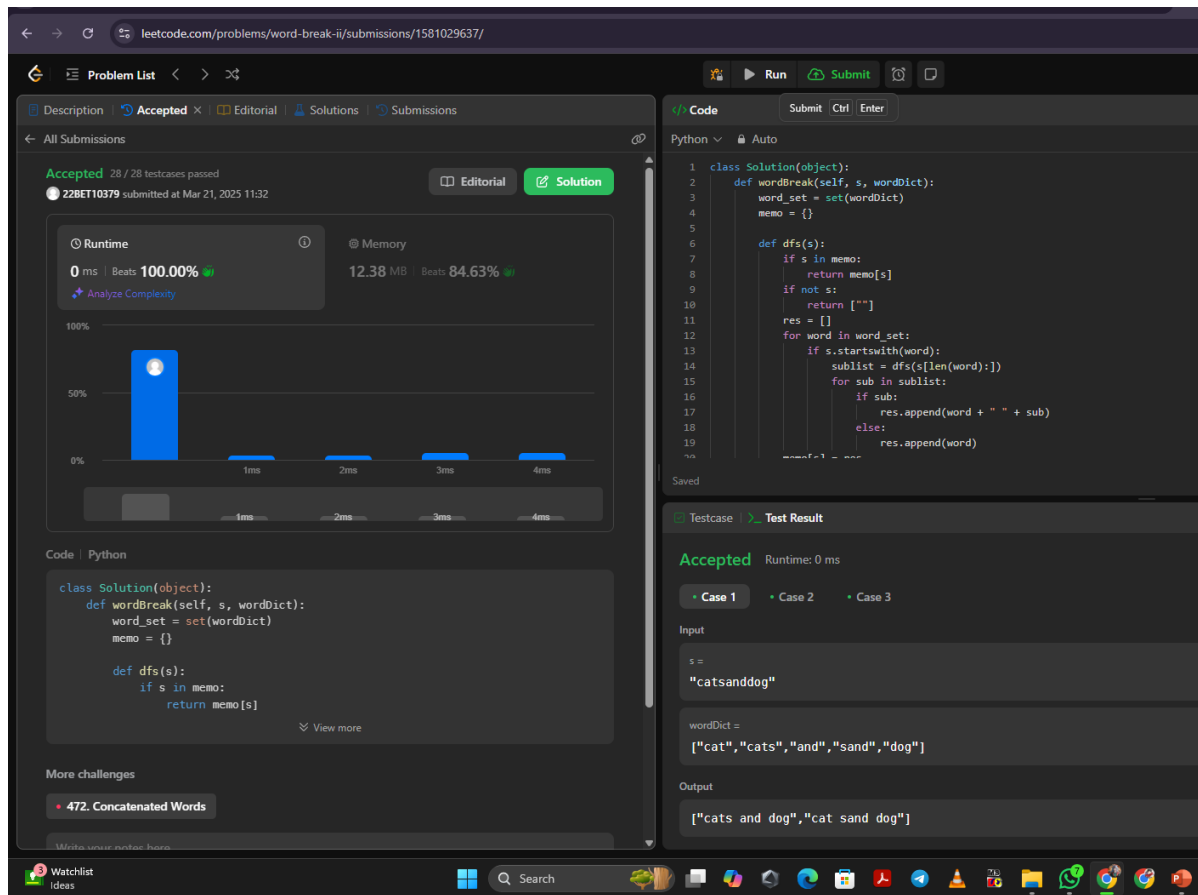 leetcode.com/problems/word-break-ii/submissions/1581029637/
Problem List
Run
Submit
Description
Accepted
Editorial
Solutions
Submissions
All Submissions
Accepted 28 / 28 testcases passed
22BET10379 submitted at Mar 21, 2025 11:32
Editorial
Solution
Runtime
0 ms | Beats 100.00%
Analyze Complexity
Memory
12.38 MB | Beats 84.63%
100%
50%
0%
1ms 2ms 3ms 4ms
1ms 2ms 3ms 4ms
Code | Python
class Solution(object):
    def wordBreak(self, s, wordDict):
        word_set = set(wordDict)
        memo = {}
        def dfs(s):
            if s in memo:
                return memo[s]
View more
More challenges
472. Concatenated Words
Write your notes here
</> Code
Submit Ctrl Enter
Python
Auto
1 class Solution(object):
2     def wordBreak(self, s, wordDict):
3         word_set = set(wordDict)
4         memo = {}
5
6         def dfs(s):
7             if s in memo:
8                 return memo[s]
9             if not s:
10                 return [""]
11             res = []
12             for word in word_set:
13                 if s.startswith(word):
14                     sublist = dfs(s[len(word):])
15                     for sub in sublist:
16                         if sub:
17                             res.append(word + " " + sub)
18                         else:
19                             res.append(word)
20             memo[s] = res
Saved
Testcase
Test Result
Accepted Runtime: 0 ms
Case 1
Case 2
Case 3
Input
s =
"catsanddog"
wordDict =
["cat","cats","and","sand","dog"]
Output
["cats and dog","cat sand dog"]
3
Watchlist
Ideas
Search